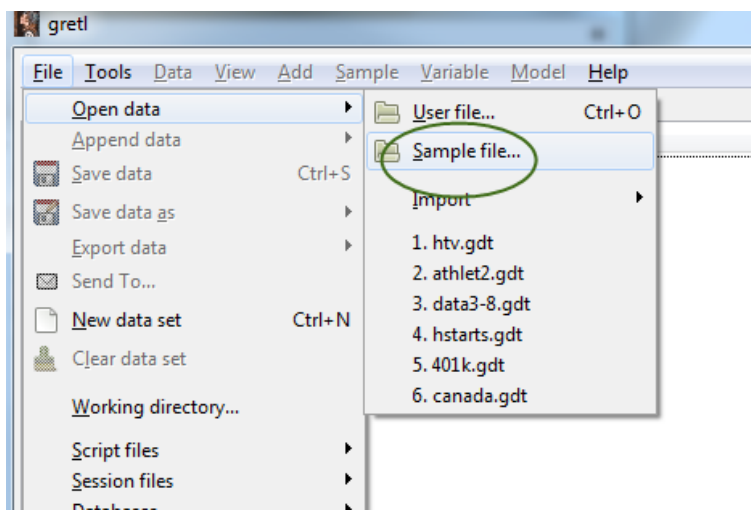 gretl
File Tools Data View Add Sample Variable Model Help
Open data
Append data
Save data Ctrl+S
Save data as
Export data
Send To...
New data set Ctrl+N
Clear data set
Working directory...
Script files
Session files
Databases
User file... Ctrl+O
Sample file...
Import
1. htv.gdt
2. athlet2.gdt
3. data3-8.gdt
4. hstarts.gdt
5. 401k.gdt
6. canada.gdt